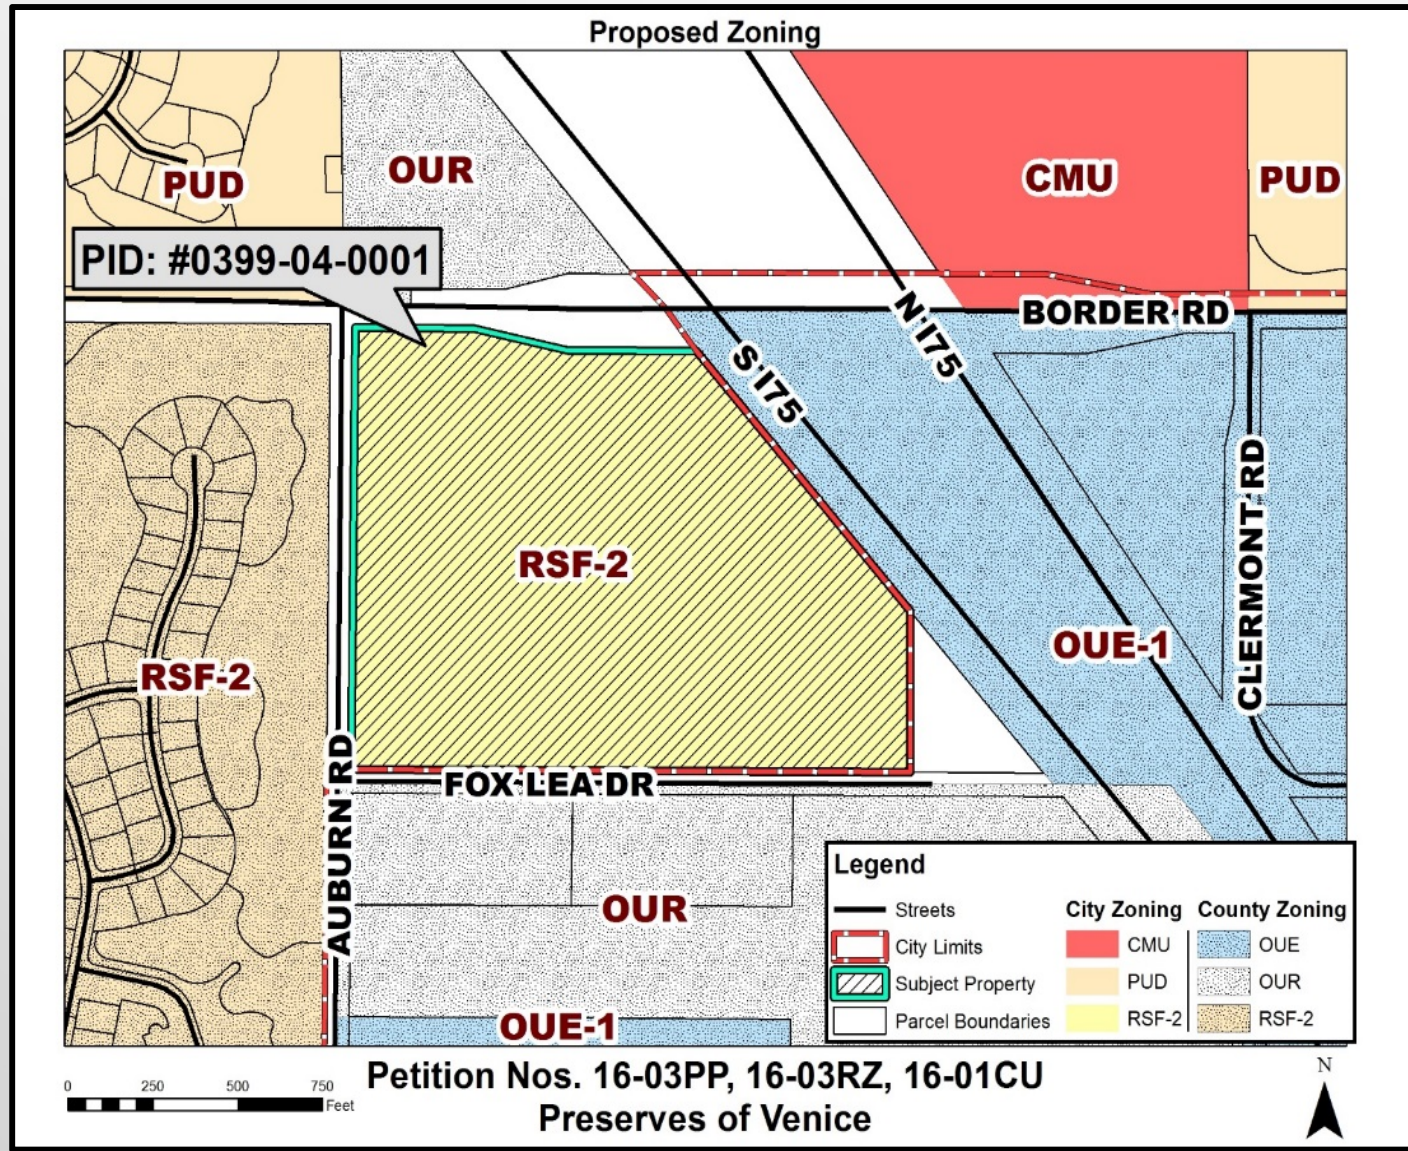 Proposed Zoning
OUR
CMU
PUD
PUD
PID: #0399-04-0001
N I75
BORDER RD
S I75
CLERMONT RD
RSF-2
OUE-1
RSF-2
AUBURN RD
FOX LEA DR
OUR
OUE-1
Legend
Streets
City Limits
Subject Property
Parcel Boundaries
City Zoning
CMU
PUD
RSF-2
County Zoning
OUE
OUR
RSF-2
0 250 500 750
Feet
Petition Nos. 16-03PP, 16-03RZ, 16-01CU
Preserves of Venice
N